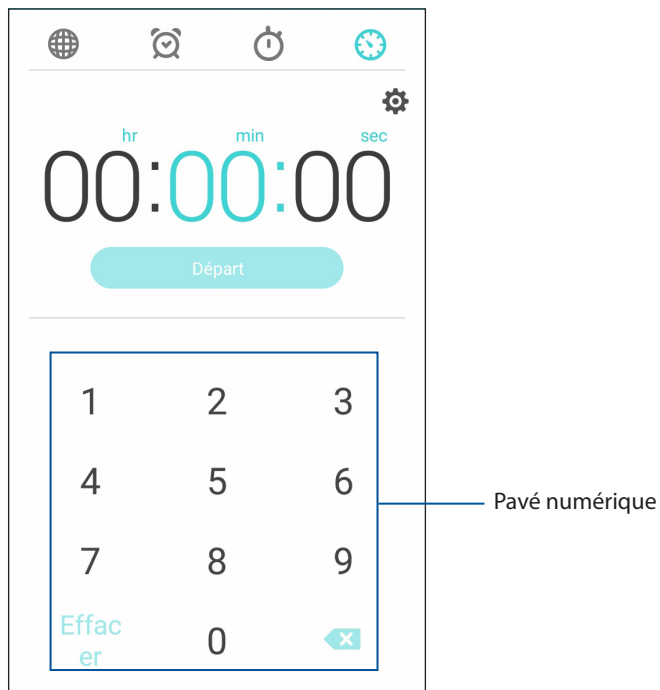 hr min sec
00:00:00
Départ
1 2 3
4 5 6
Pavé numérique
7 8 9
Effac
er
0